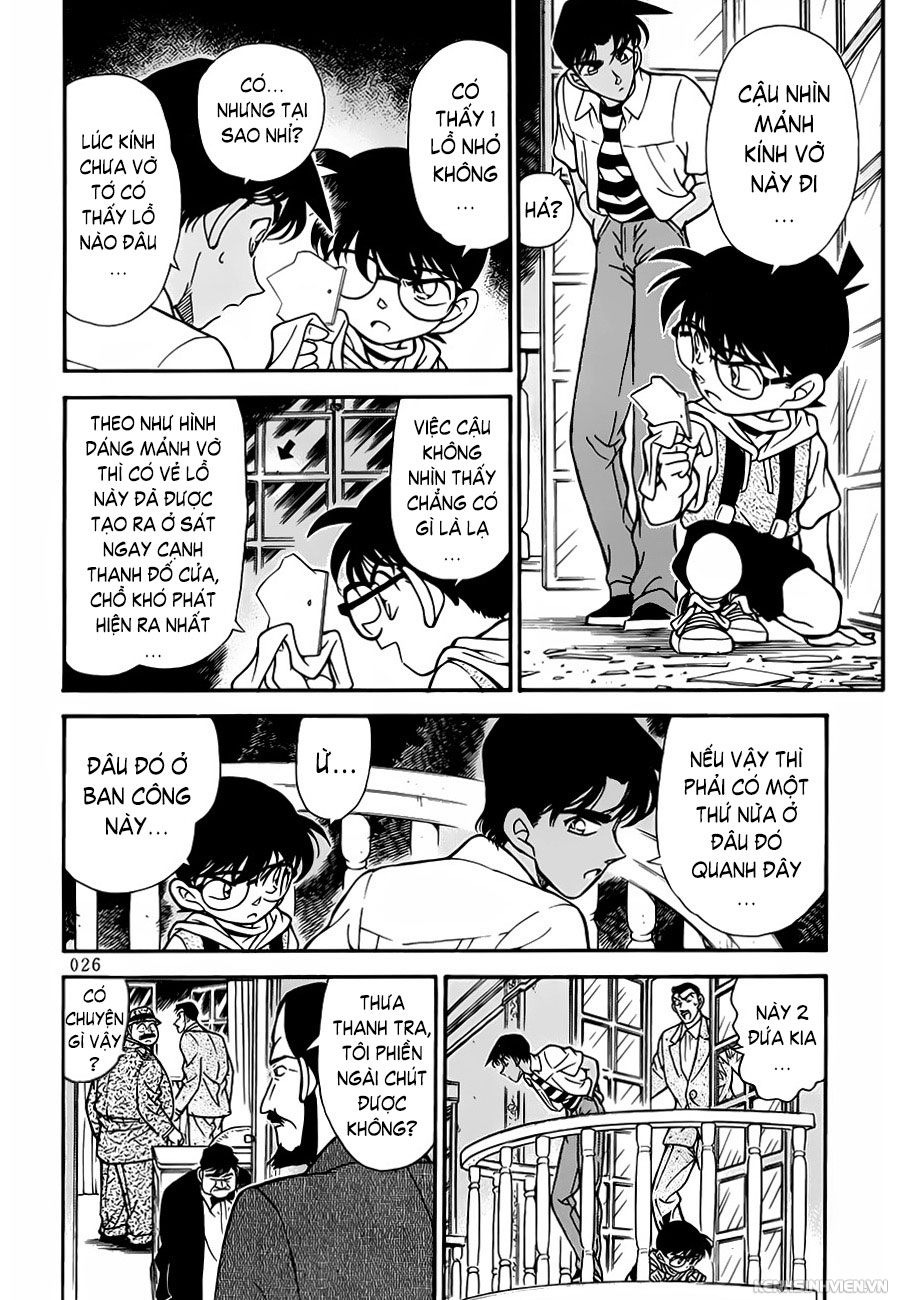 CẬU NHÌN
MẢNH
KÍNH VỠ
NÀY ĐI
...
HẢ?
CÓ
THẤY 1
LỖ NHỎ
KHÔNG
...
CÓ...
NHƯNG TẠI
SAO NHỈ?
LÚC KÍNH
CHƯA VỠ
TỚ CÓ
THẤY LỖ
NÀO ĐÂU
...
VIỆC CẬU
KHÔNG
NHÌN THẤY
CHẲNG CÓ
GÌ LÀ LẠ
...
THEO NHƯ HÌNH
DÁNG MẢNH VỠ
THÌ CÓ VẺ LỖ
NÀY ĐÃ ĐƯỢC
TẠO RA Ở SÁT
NGAY CẠNH
THANH ĐỐ CỬA,
CHỖ KHÓ PHÁT
HIỆN RA NHẤT
...
NẾU VẬY THÌ
PHẢI CÓ MỘT
THỨ NỮA Ở
ĐÂU ĐÓ
QUANH ĐÂY
...
Ừ...
ĐÂU ĐÓ Ở
BAN CÔNG
NÀY...
026
NÀY 2
ĐỨA KIA
THƯA
THANH TRA,
TÔI PHIỀN
NGÀI CHÚT
ĐƯỢC
KHÔNG?
CÓ
CHUYỆN
GÌ VẬY
?
KENHSINHVIEN.VN